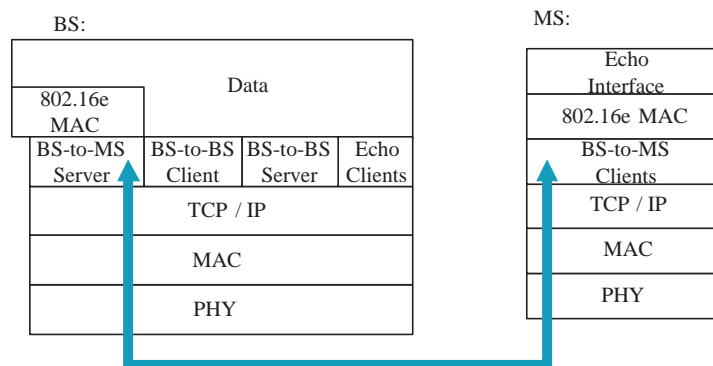 BS:
MS:
Data
802.16e
MAC
BS-to-MS
Server
BS-to-BS
Client
BS-to-BS
Server
Echo
Clients
TCP / IP
MAC
PHY
Echo
Interface
802.16e MAC
BS-to-MS
Clients
TCP / IP
MAC
PHY